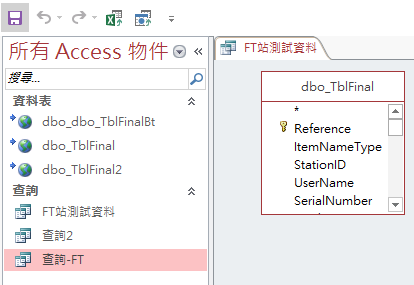 所有 Access 物件
搜尋...
資料表
dbo_dbo_TblFinalBt
dbo_TblFinal
dbo_TblFinal2
查詢
FT站測試資料
查詢2
查詢-FT
FT站測試資料
dbo_TblFinal
*
Reference
ItemNameType
StationID
UserName
SerialNumber